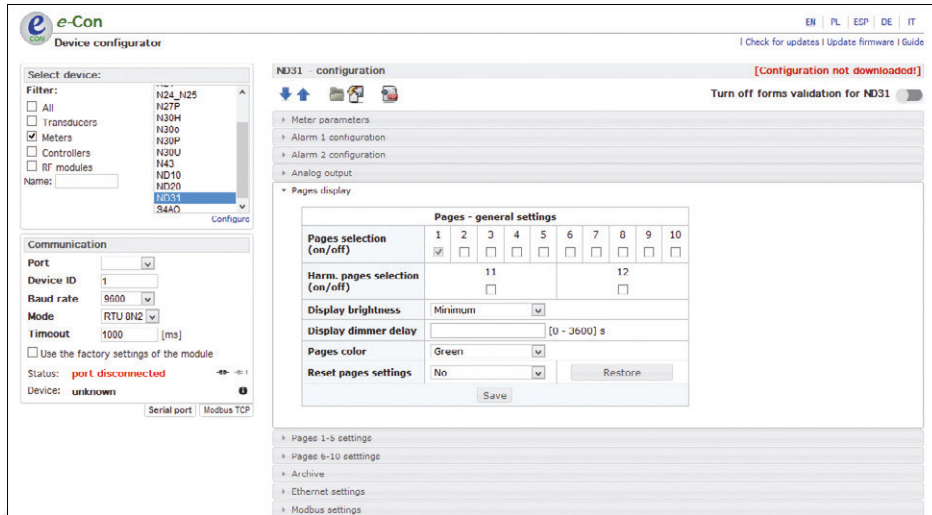 e e-Con
CON
Device configurator
EN | PL | ESP | DE | IT
| Check for updates | Update firmware | Guide
Select device:
Filter:
All
Transducers
Meters
Controllers
RF modules
Name:
N24_N25
N27P
N30H
N30o
N30P
N30U
N43
ND10
ND20
ND31
S4AO
Configure
Communication
Port
Device ID 1
Baud rate 9600
Mode RTU 8N2
Timeout 1000 [ms]
Use the factory settings of the module
Status: port disconnected
Device: unknown
Serial port Modbus TCP
ND31 - configuration [Configuration not downloaded!]
Turn off forms validation for ND31
Meter parameters
Alarm 1 configuration
Alarm 2 configuration
Analog output
Pages display
Pages - general settings
Pages selection (on/off) 1 2 3 4 5 6 7 8 9 10
Harm. pages selection (on/off) 11 12
Display brightness Minimum
Display dimmer delay [0 - 3600] s
Pages color Green
Reset pages settings No Restore
Save
Pages 1-5 settings
Pages 6-10 setttings
Archive
Ethernet settings
Modbus settings